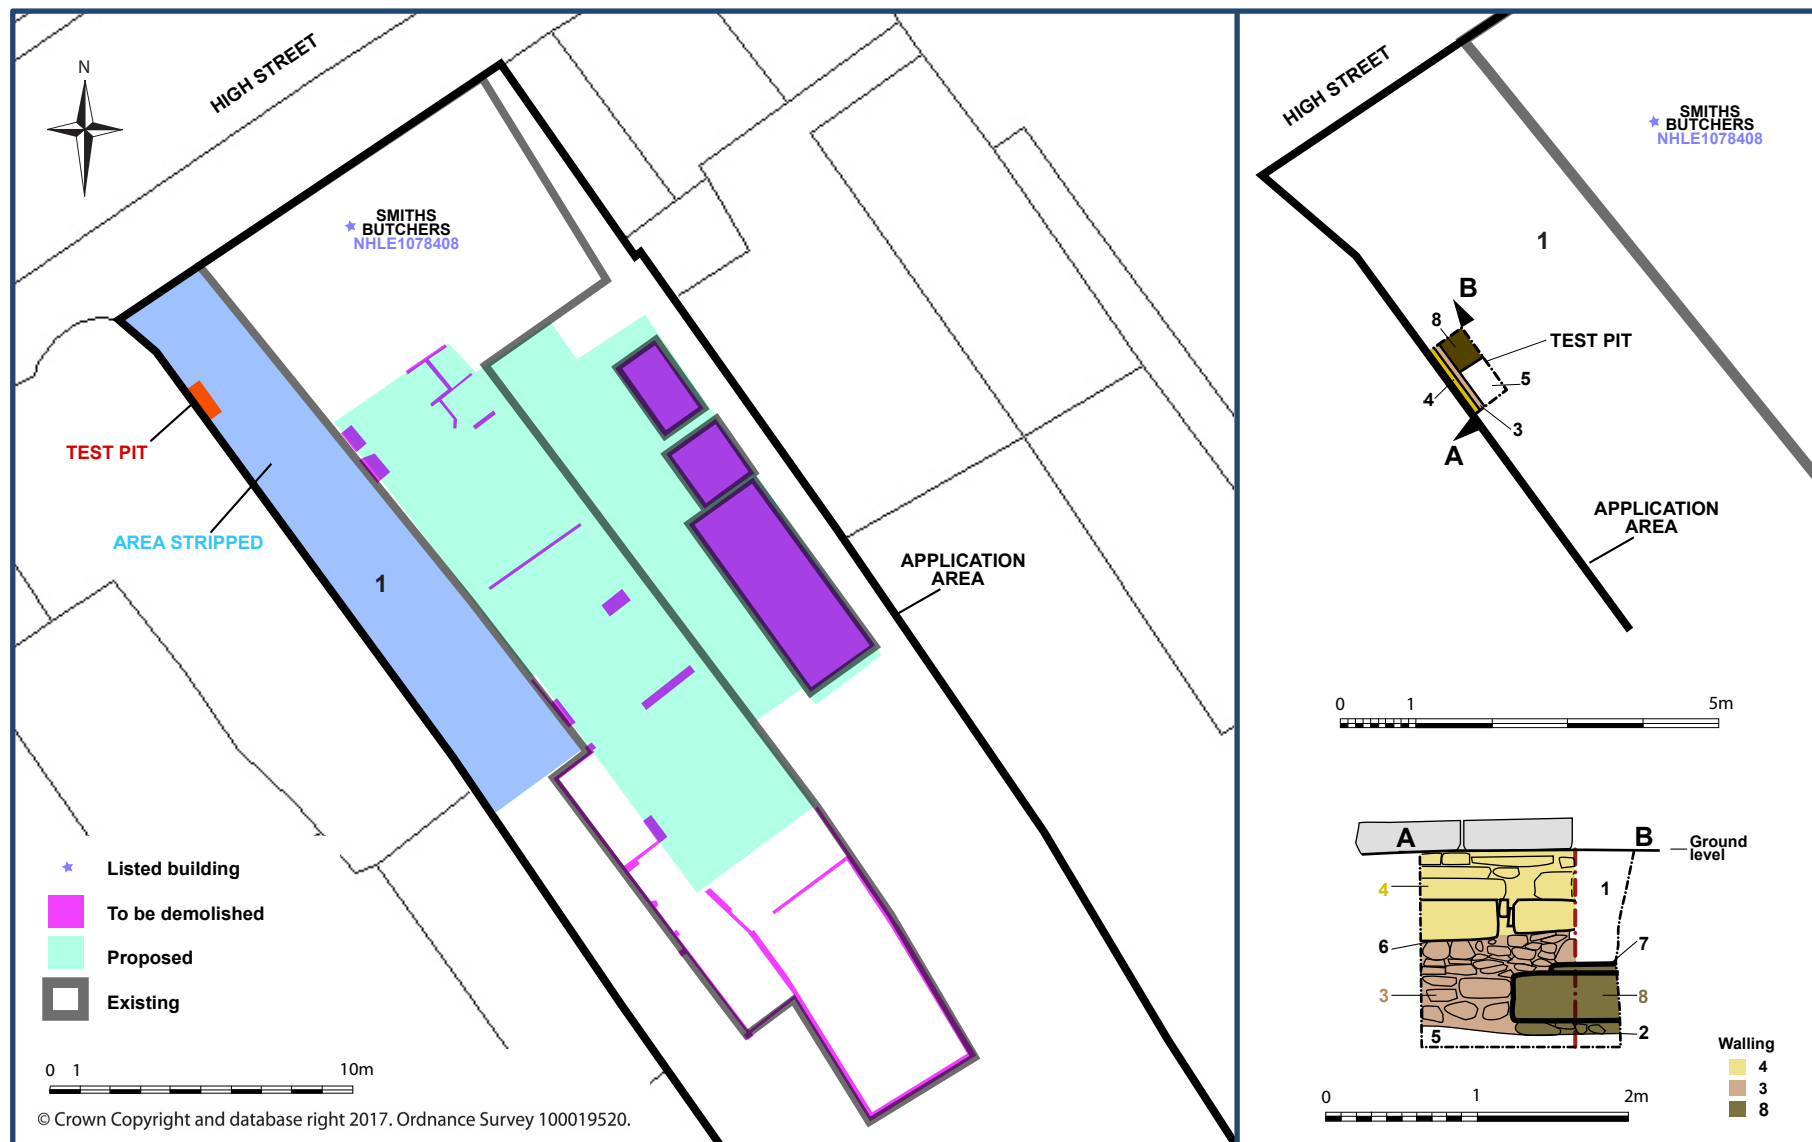 N
HIGH STREET
SMITHS
BUTCHERS
NHLE1078408
TEST PIT
AREA STRIPPED
1
APPLICATION
AREA
Listed building
To be demolished
Proposed
Existing
0 1 10m
© Crown Copyright and database right 2017. Ordnance Survey 100019520.
HIGH STREET
SMITHS
BUTCHERS
NHLE1078408
1
B
8
TEST PIT
5
4
3
A
APPLICATION
AREA
0 1 5m
A
B
Ground
level
4
1
6
7
3
8
5
2
Walling
4
3
8
0 1 2m